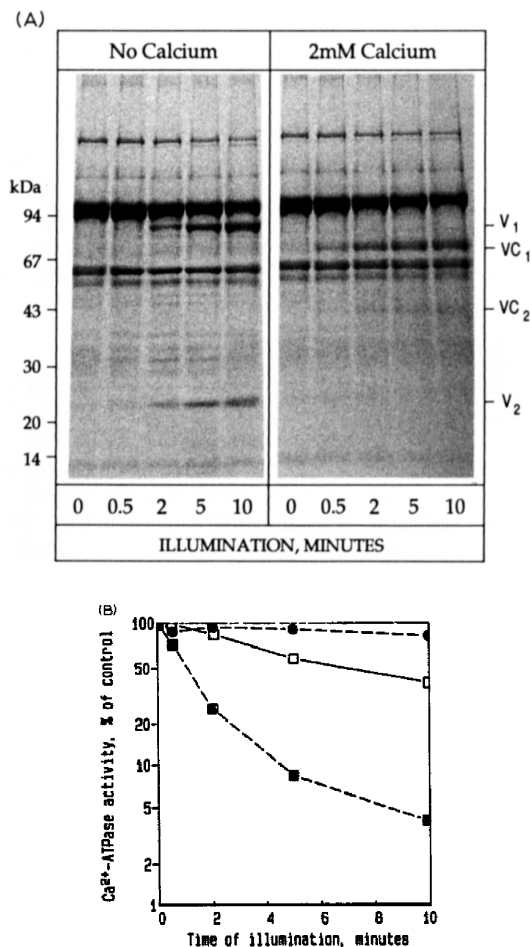 (A)
No Calcium 2mM Calcium
kDa
94
67
43
30
20
14
V1
VC1
VC2
V2
0 0.5 2 5 10 0 0.5 2 5 10
ILLUMINATION, MINUTES
(B)
Ca2+-ATPase activity, % of control
100
50
20
10
5
2
1
0 2 4 6 8 10
Time of illumination, minutes